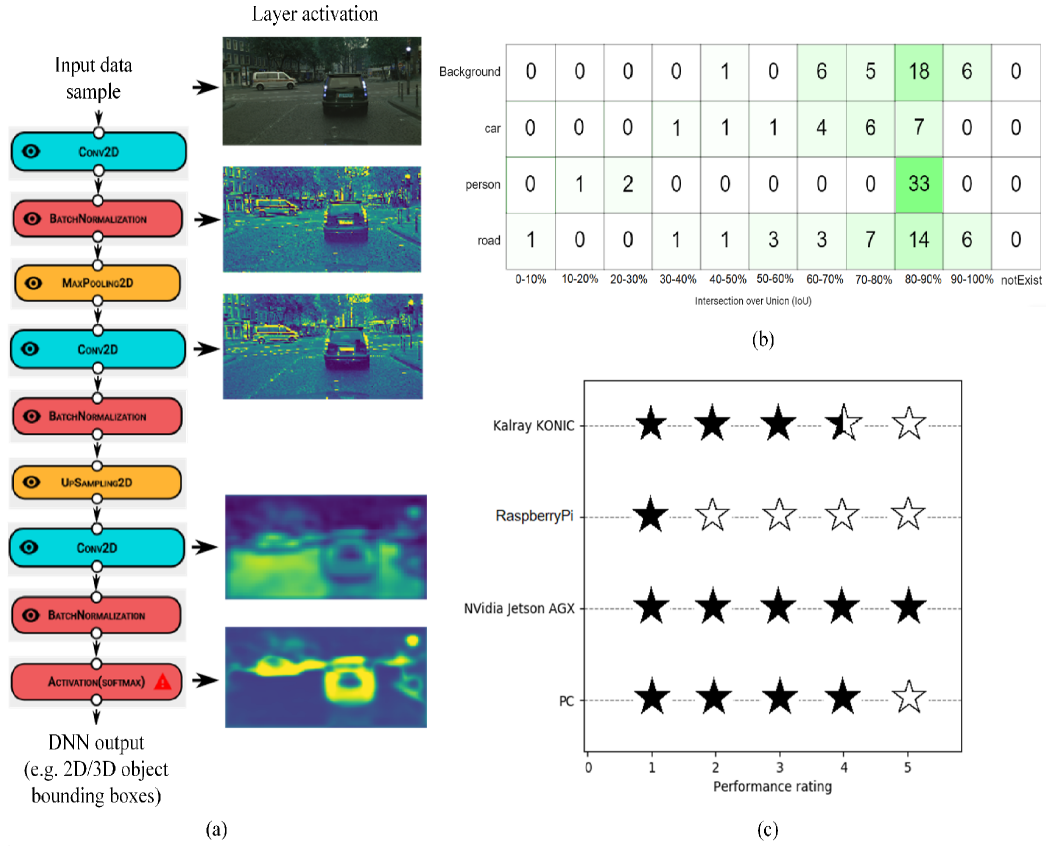 Layer activation
Input data
sample
Conv2D
BatchNormalization
MaxPooling2D
Conv2D
BatchNormalization
UpSampling2D
Conv2D
BatchNormalization
Activation(softmax)
DNN output
(e.g. 2D/3D object
bounding boxes)
(a)
Background 0 0 0 0 1 0 6 5 18 6 0
car 0 0 0 1 1 1 4 6 7 0 0
person 0 1 2 0 0 0 0 0 33 0 0
road 1 0 0 1 1 3 3 7 14 6 0
0-10% 10-20% 20-30% 30-40% 40-50% 50-60% 60-70% 70-80% 80-90% 90-100% notExist
Intersection over Union (IoU)
(b)
Kalray KONIC
RaspberryPi
NVidia Jetson AGX
PC
0 1 2 3 4 5
Performance rating
(c)